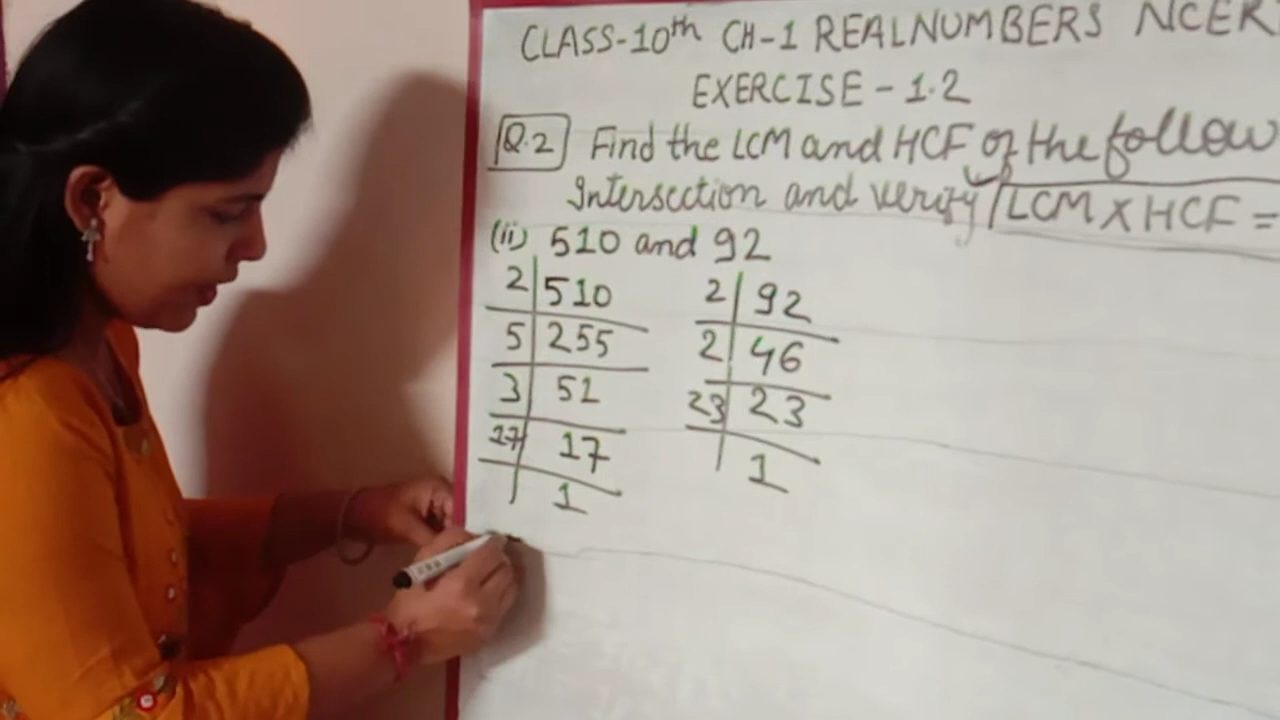 CLASS-10th CH-1 REALNUMBERS NCER
EXERCISE - 1.2
Q.2 Find the LCM and HCF of the follow
Intersection and verify LCM X HCF =
(ii) 510 and 92
2 510
5 255
3 51
17 17
1
2 92
2 46
23 23
1